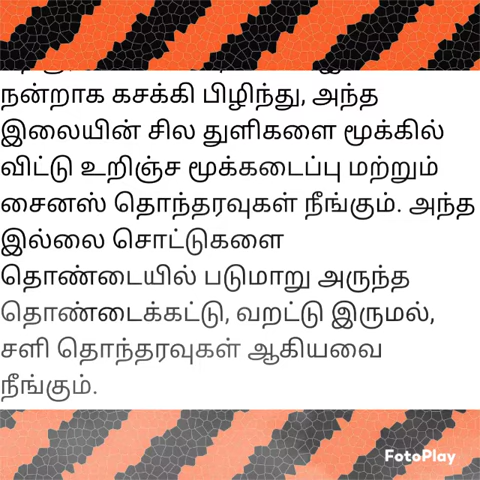 நன்றாக கசக்கி பிழிந்து, அந்த
இலையின் சில துளிகளை மூக்கில்
விட்டு உறிஞ்ச மூக்கடைப்பு மற்றும்
சைனஸ் தொந்தரவுகள் நீங்கும். அந்த
இல்லை சொட்டுகளை
தொண்டையில் படுமாறு அருந்த
தொண்டைக்கட்டு, வறட்டு இருமல்,
சளி தொந்தரவுகள் ஆகியவை
நீங்கும்.
FotoPlay